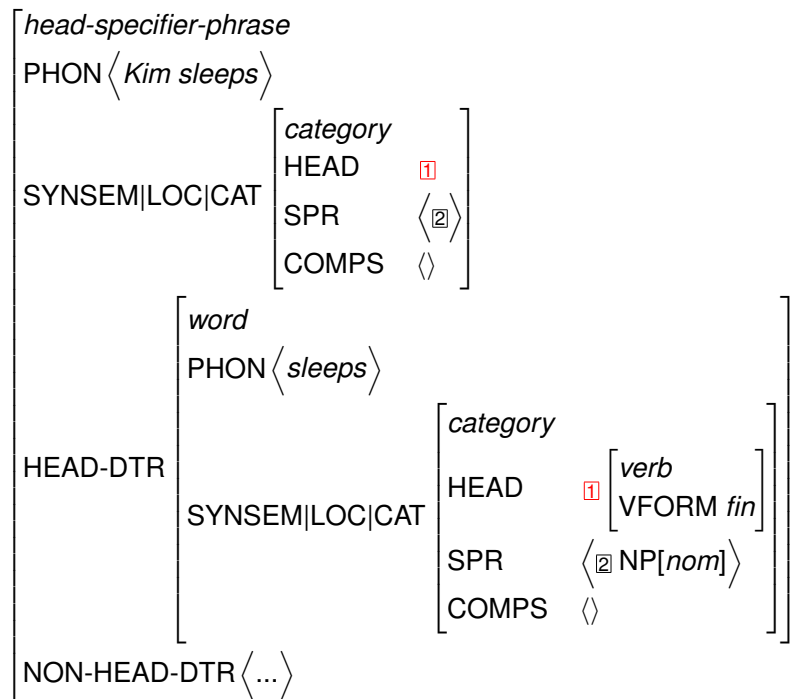 head-specifier-phrase
PHON ⟨Kim sleeps⟩
category
HEAD 1
SYNSEM|LOC|CAT SPR ⟨2⟩
COMPS ⟨⟩
word
PHON ⟨sleeps⟩
category
HEAD-DTR HEAD 1 verb
VFORM fin
SYNSEM|LOC|CAT
SPR ⟨2 NP[nom]⟩
COMPS ⟨⟩
NON-HEAD-DTR ⟨...⟩